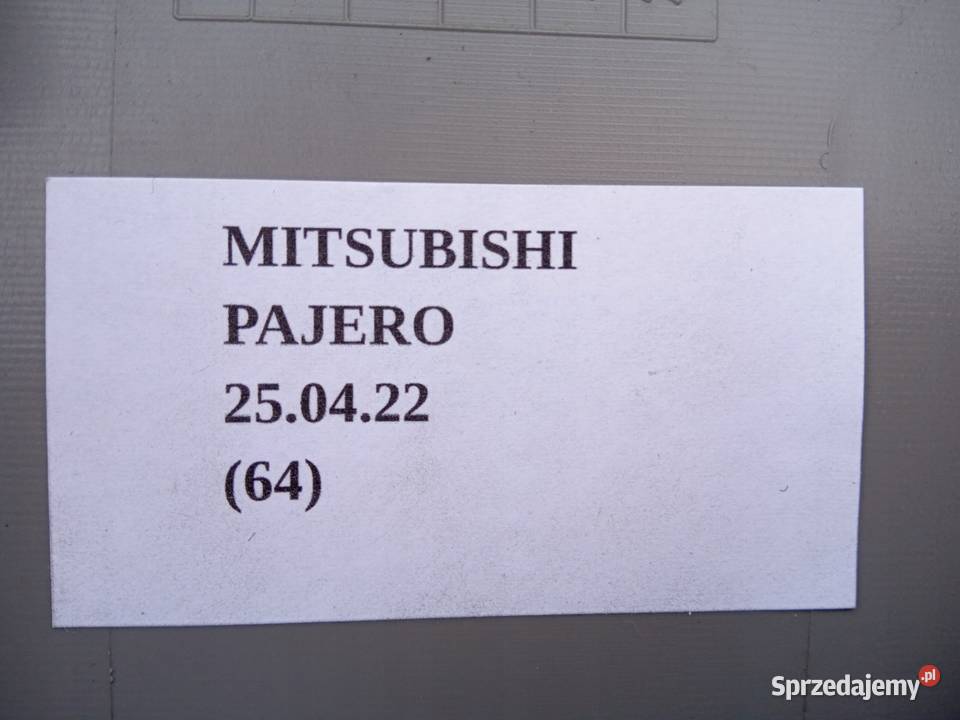 MITSUBISHI
PAJERO
25.04.22
(64)
Sprzedajemy.pl